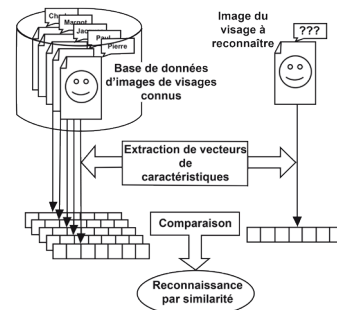 Margot
Paul
Pierre
Base de données
d'images de visages
connus
Image du
visage à
reconnaître
???
Extraction de vecteurs
de
caractéristiques
Comparaison
Reconnaissance
par similarité